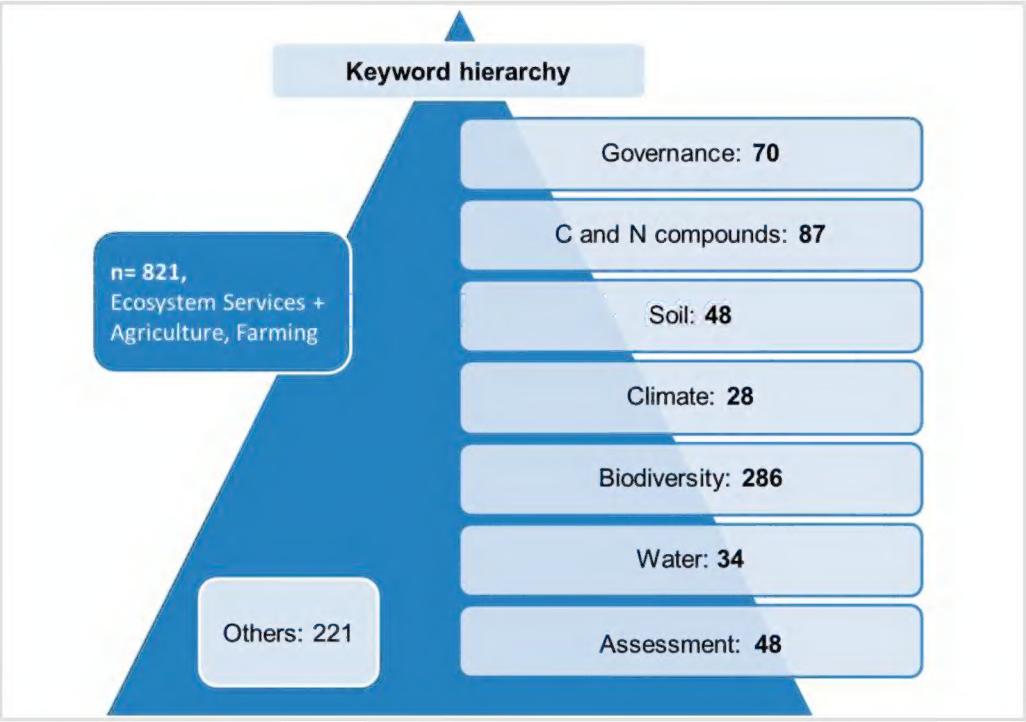 Keyword hierarchy
Governance: 70
C and N compounds: 87
n= 821,
Ecosystem Services +
Agriculture, Farming
Soil: 48
Climate: 28
Biodiversity: 286
Water: 34
Others: 221
Assessment: 48